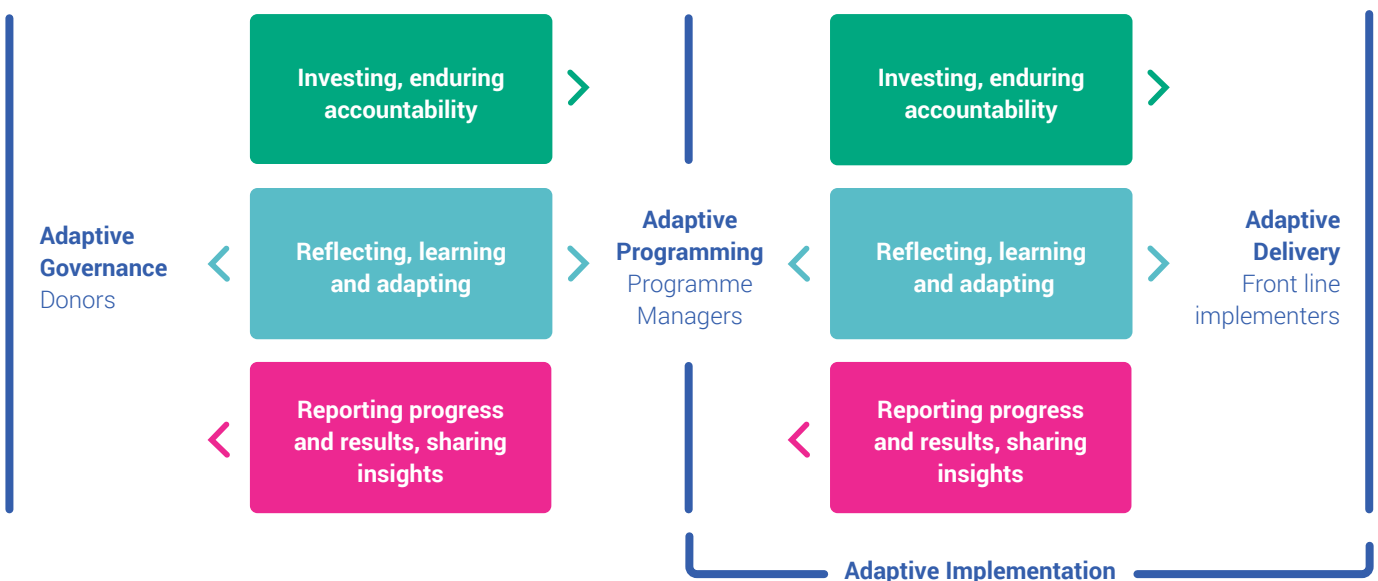 Investing, enduring
accountability
Investing, enduring
accountability
Adaptive
Governance
Donors
Reflecting, learning
and adapting
Adaptive
Programming
Programme
Managers
Reflecting, learning
and adapting
Adaptive
Delivery
Front line
implementers
Reporting progress
and results, sharing
insights
Reporting progress
and results, sharing
insights
Adaptive Implementation